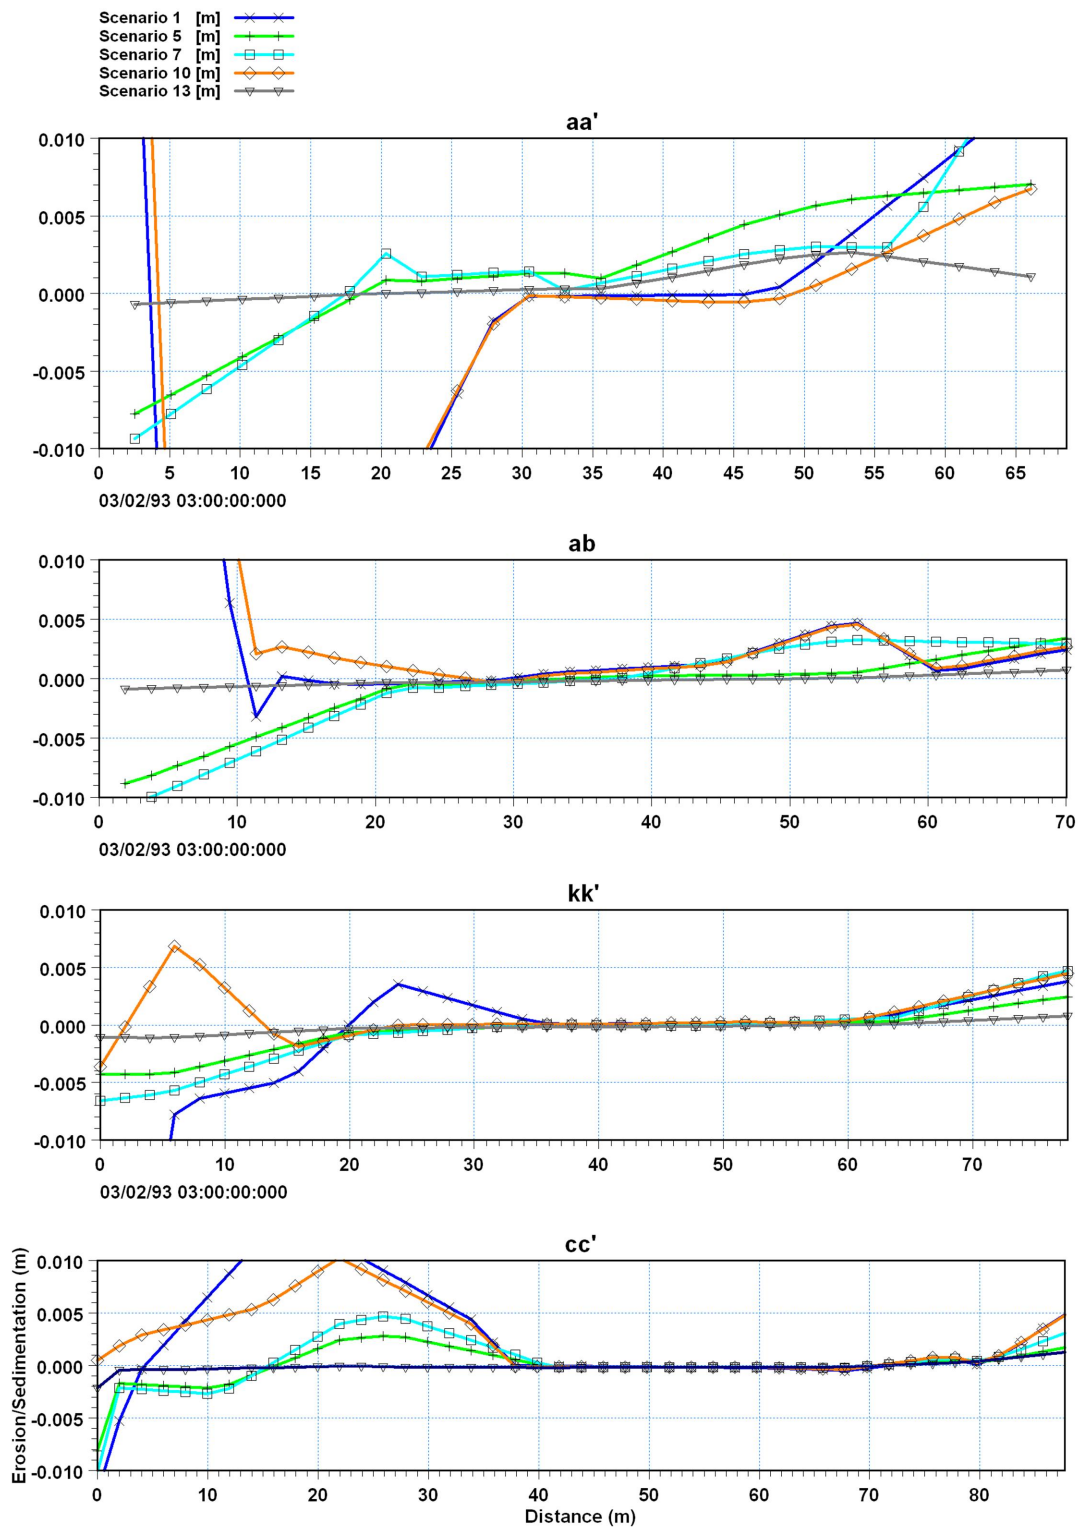 Scenario 1 [m]
Scenario 5 [m]
Scenario 7 [m]
Scenario 10 [m]
Scenario 13 [m]
aa'
0.010
0.005
0.000
-0.005
-0.010
0 5 10 15 20 25 30 35 40 45 50 55 60 65
03/02/93 03:00:00:000
ab
0.010
0.005
0.000
-0.005
-0.010
0 10 20 30 40 50 60 70
03/02/93 03:00:00:000
kk'
0.010
0.005
0.000
-0.005
-0.010
0 10 20 30 40 50 60 70
03/02/93 03:00:00:000
cc'
Erosion/Sedimentation (m)
0.010
0.005
0.000
-0.005
-0.010
0 10 20 30 40 50 60 70 80
Distance (m)